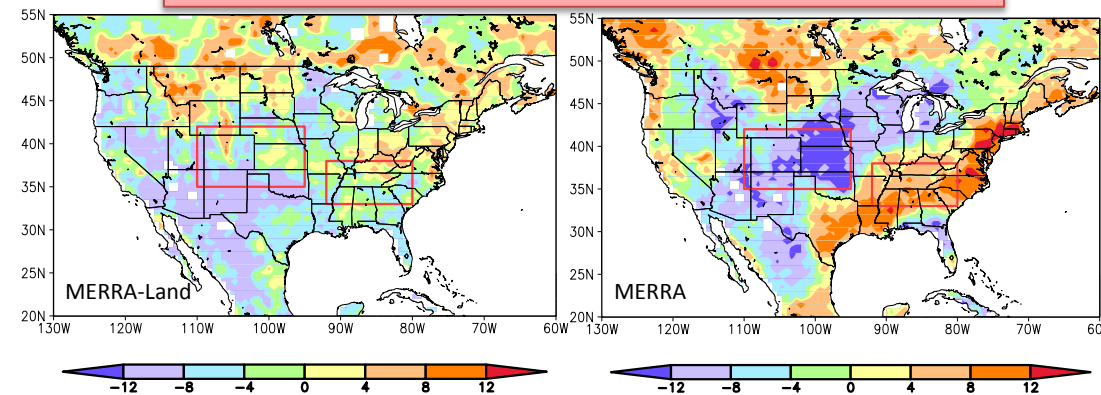 55N
50N
45N
40N
35N
30N
25N
20N
MERRA-Land
130W 120W 110W 100W 90W 80W 70W 60W
−12 −8 −4 0 4 8 12
55N
50N
45N
40N
35N
30N
25N
20N
MERRA
130W 120W 110W 100W 90W 80W 70W 60
−12 −8 −4 0 4 8 12